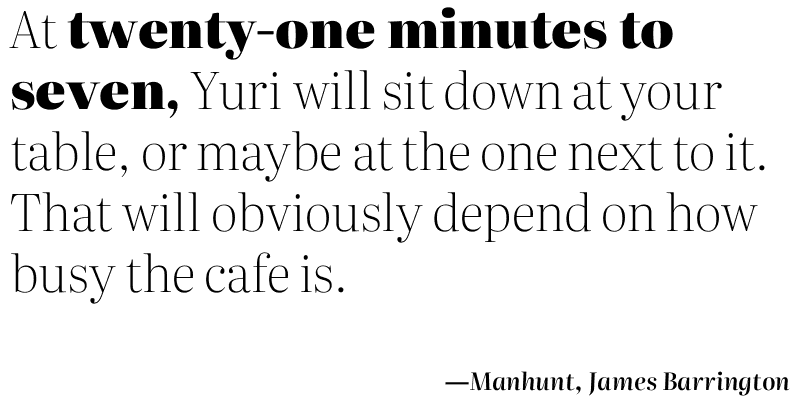 At twenty-one minutes to
seven, Yuri will sit down at your
table, or maybe at the one next to it.
That will obviously depend on how
busy the cafe is.
—Manhunt, James Barrington